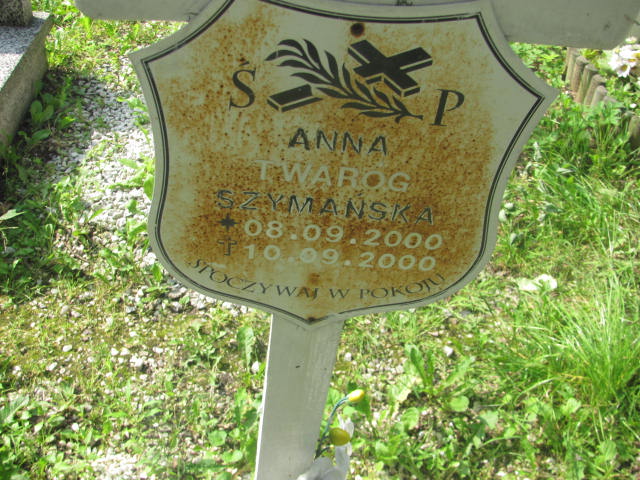 Ś P
ANNA
TWARÓG
SZYMAŃSKA
* 08.09.2000
† 10.09.2000
SPOCZYWAJ W POKOJU